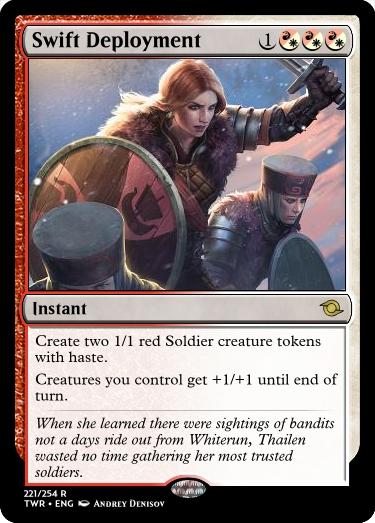 Swift Deployment 1
Instant
Create two 1/1 red Soldier creature tokens
with haste.
Creatures you control get +1/+1 until end of
turn.
When she learned there were sightings of bandits
not a days ride out from Whiterun, Thailen
wasted no time gathering her most trusted
soldiers.
221/254 R
TWR • ENG Andrey Denisov